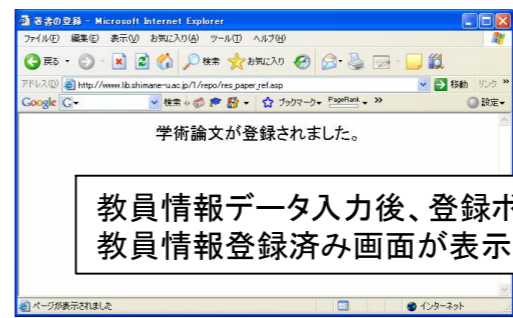 著書の登録 - Microsoft Internet Explorer
ファイル(F) 編集(E) 表示(V) お気に入り(A) ツール(T) ヘルプ(H)
戻る 検索 お気に入り
アドレス(D) http://www.lib.shimane-u.ac.jp/1/repo/res_paper_ref.asp 移動 リンク »
Google G 検索 ブックマーク PageRank » 設定
学術論文が登録されました。
教員情報データ入力後、登録ボ
教員情報登録済み画面が表示
ページが表示されました インターネット